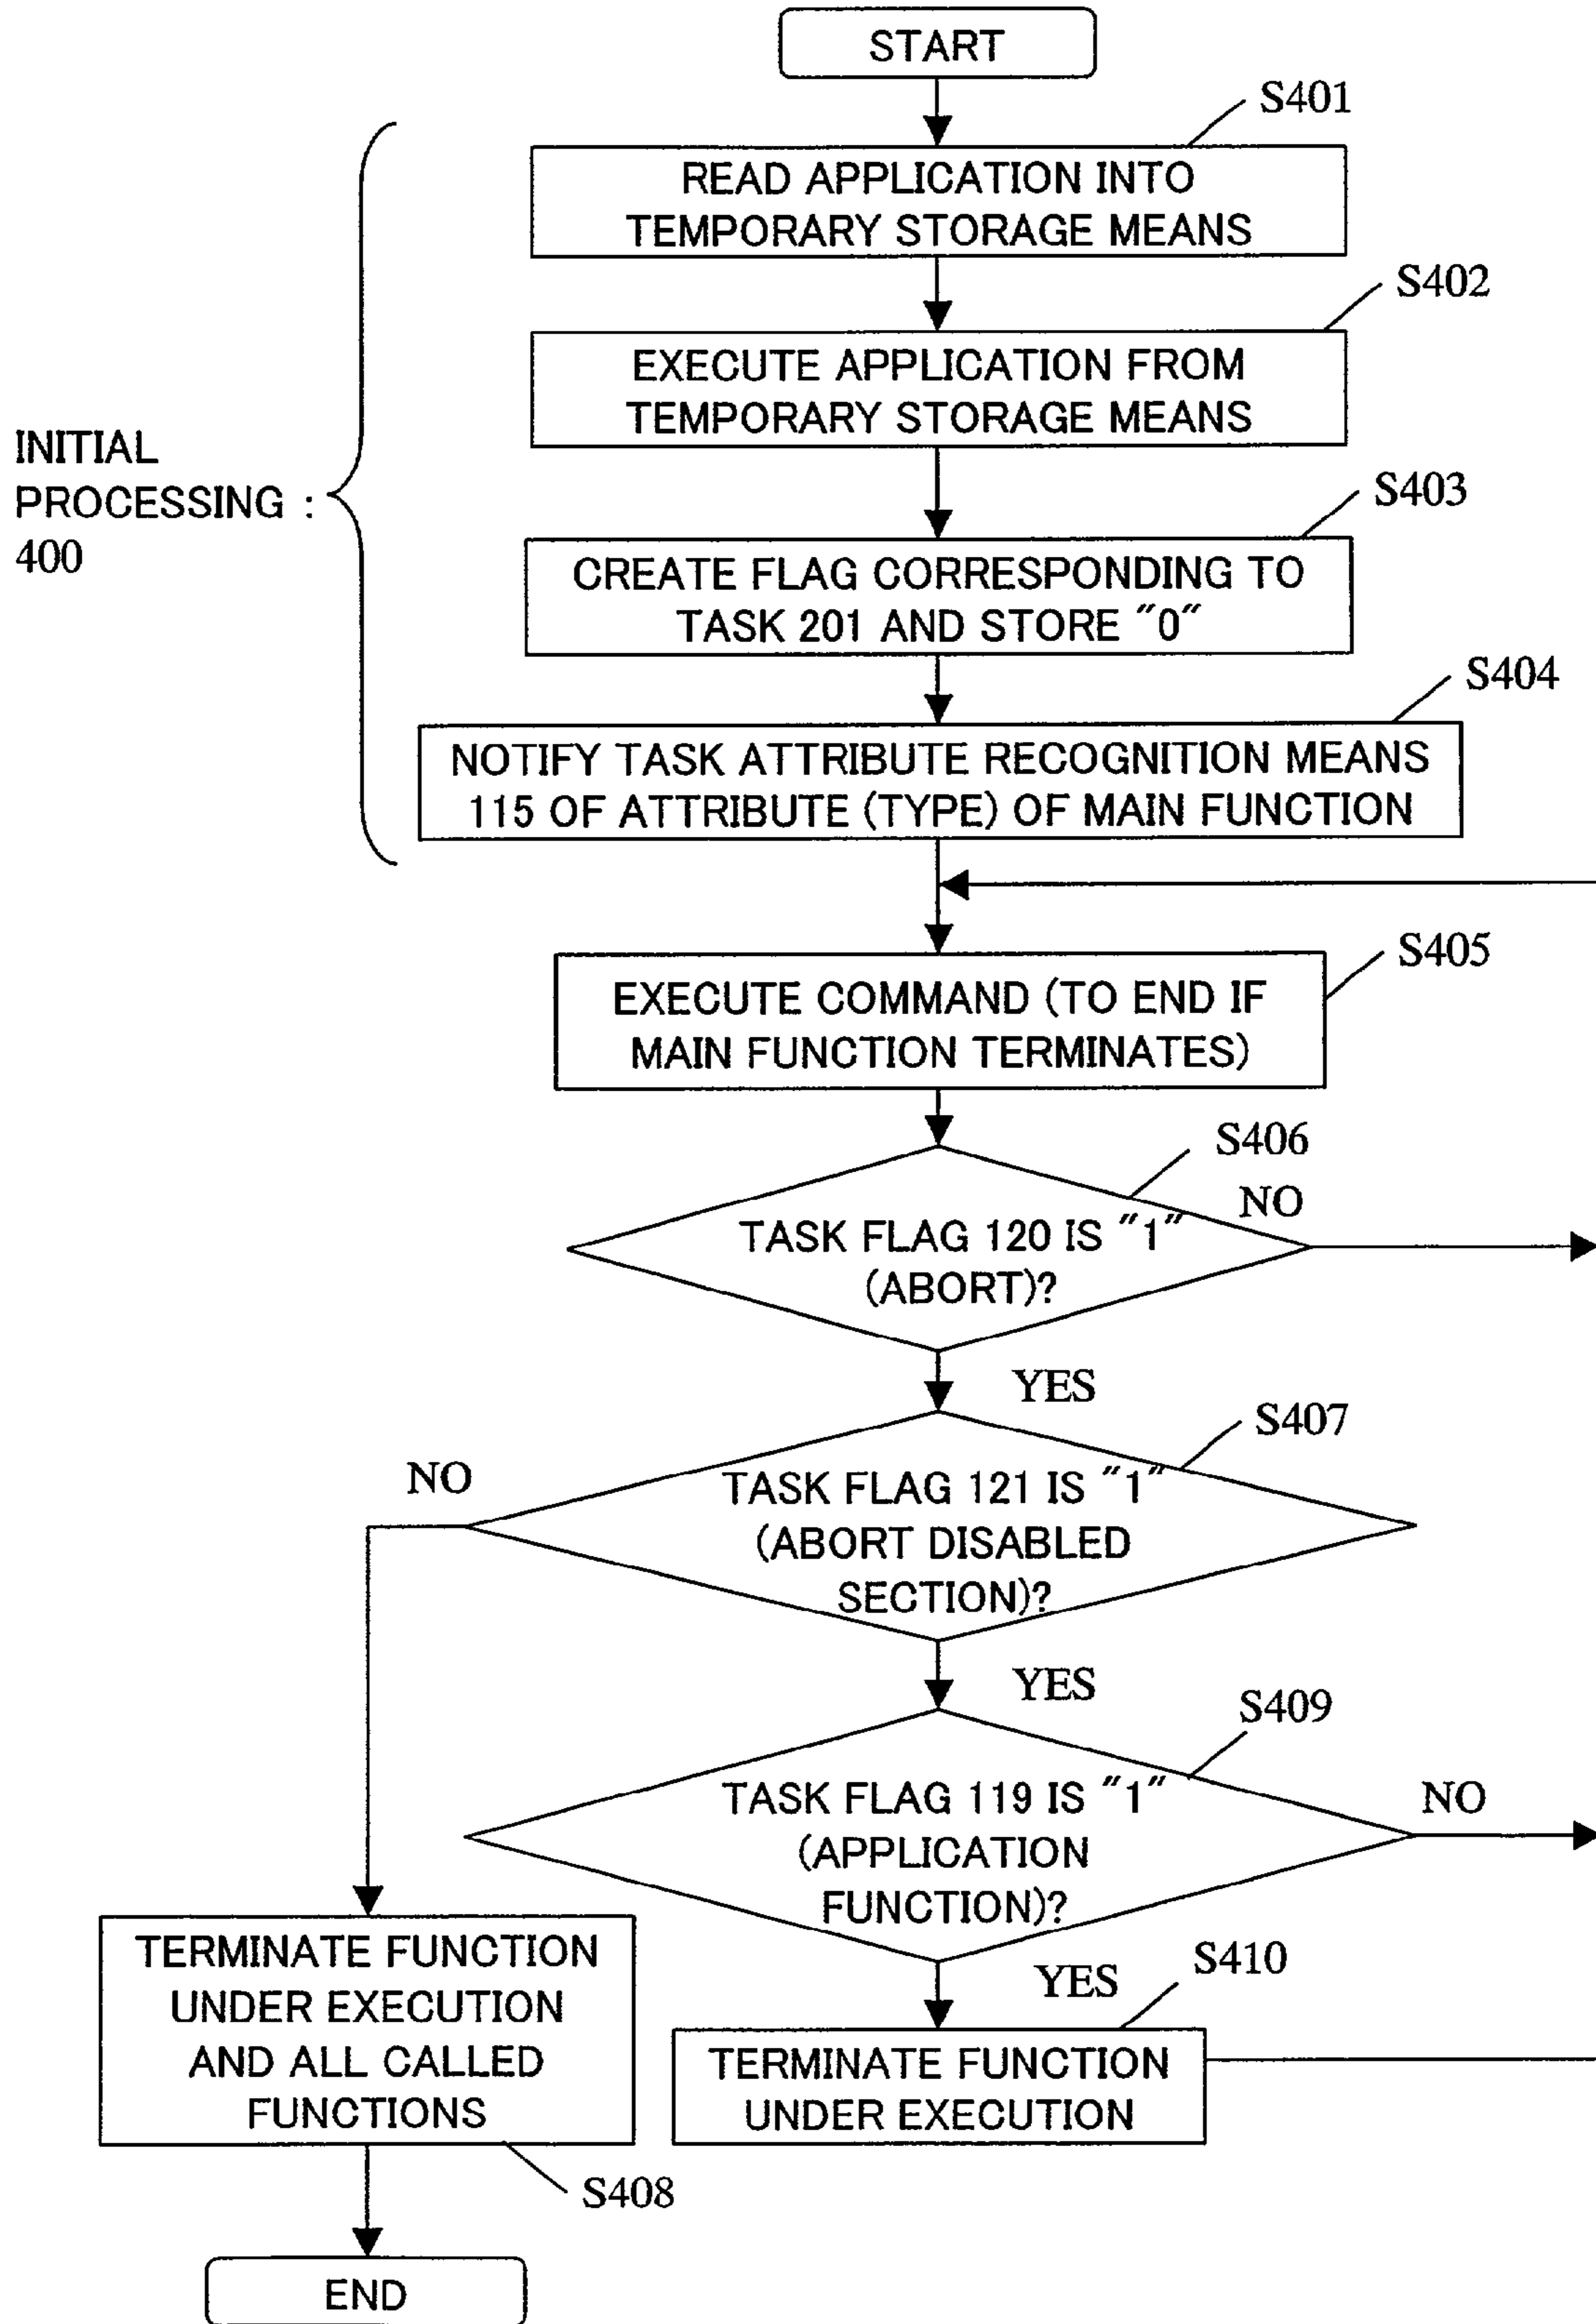 START
S401
READ APPLICATION INTO
TEMPORARY STORAGE MEANS
S402
EXECUTE APPLICATION FROM
TEMPORARY STORAGE MEANS
INITIAL
PROCESSING :
400
S403
CREATE FLAG CORRESPONDING TO
TASK 201 AND STORE "0"
S404
NOTIFY TASK ATTRIBUTE RECOGNITION MEANS
115 OF ATTRIBUTE (TYPE) OF MAIN FUNCTION
S405
EXECUTE COMMAND (TO END IF
MAIN FUNCTION TERMINATES)
S406
NO
TASK FLAG 120 IS "1"
(ABORT)?
YES
S407
NO
TASK FLAG 121 IS "1"
(ABORT DISABLED
SECTION)?
YES
S409
TASK FLAG 119 IS "1"
NO
(APPLICATION
FUNCTION)?
YES
S410
TERMINATE FUNCTION
UNDER EXECUTION
AND ALL CALLED
FUNCTIONS
TERMINATE FUNCTION
UNDER EXECUTION
S408
END